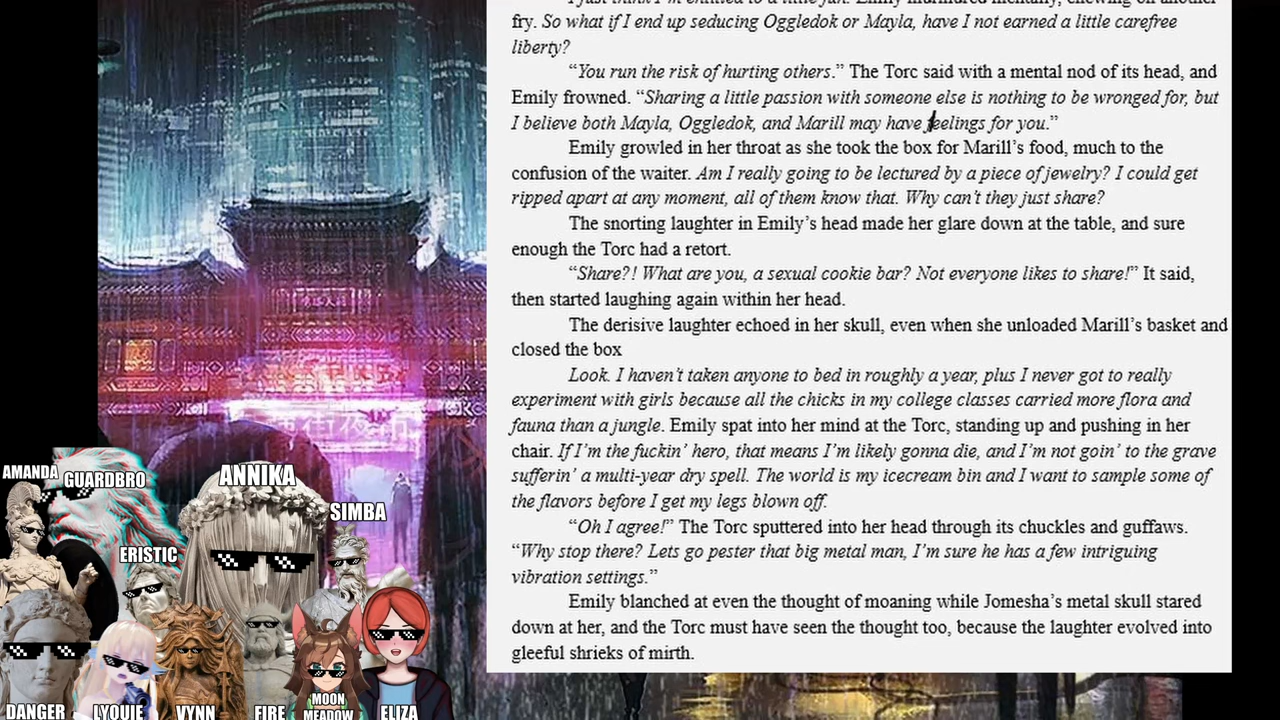 fry. So what if I end up seducing Oggledok or Mayla, have I not earned a little carefree
liberty?
“You run the risk of hurting others.” The Torc said with a mental nod of its head, and
Emily frowned. “Sharing a little passion with someone else is nothing to be wronged for, but
I believe both Mayla, Oggledok, and Marill may have feelings for you.”
Emily growled in her throat as she took the box for Marill’s food, much to the
confusion of the waiter. Am I really going to be lectured by a piece of jewelry? I could get
ripped apart at any moment, all of them know that. Why can’t they just share?
The snorting laughter in Emily’s head made her glare down at the table, and sure
enough the Torc had a retort.
“Share?! What are you, a sexual cookie bar? Not everyone likes to share!” It said,
then started laughing again within her head.
The derisive laughter echoed in her skull, even when she unloaded Marill’s basket and
closed the box
Look. I haven’t taken anyone to bed in roughly a year, plus I never got to really
experiment with girls because all the chicks in my college classes carried more flora and
fauna than a jungle. Emily spat into her mind at the Torc, standing up and pushing in her
chair. If I’m the fuckin’ hero, that means I’m likely gonna die, and I’m not goin’ to the grave
sufferin’ a multi-year dry spell. The world is my icecream bin and I want to sample some of
the flavors before I get my legs blown off.
“Oh I agree!” The Torc sputtered into her head through its chuckles and guffaws.
“Why stop there? Lets go pester that big metal man, I’m sure he has a few intriguing
vibration settings.”
Emily blanched at even the thought of moaning while Jomesha’s metal skull stared
down at her, and the Torc must have seen the thought too, because the laughter evolved into
gleeful shrieks of mirth.
AMANDA
GUARDBRO
ANNIKA
SIMBA
ERISTIC
DANGER
LYQUIE
VYNN
FIRE
MOON
MEADOW
ELIZA